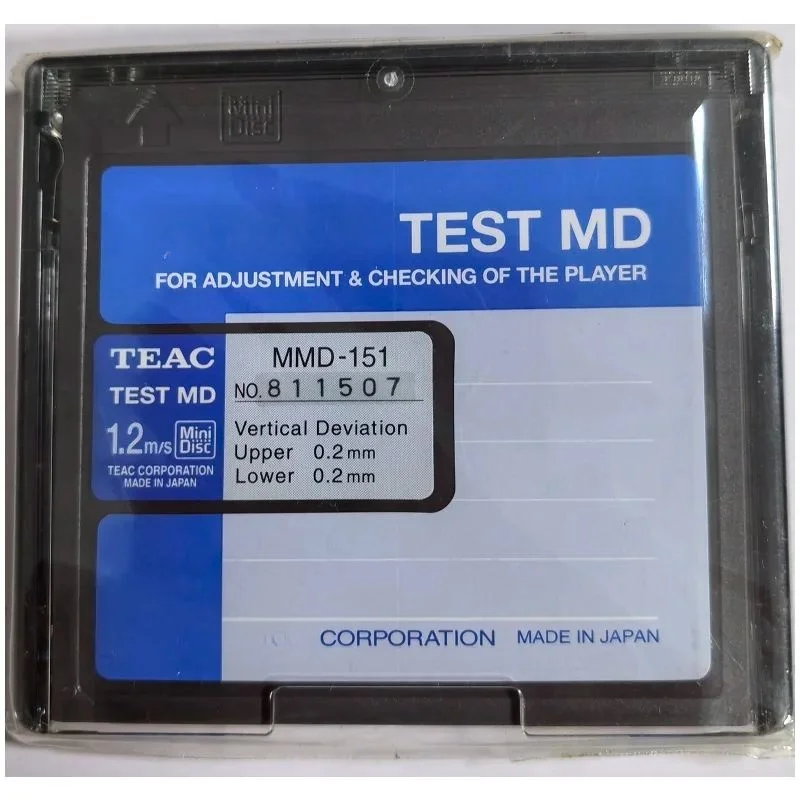 Mini
Disc
TEST MD
FOR ADJUSTMENT & CHECKING OF THE PLAYER
TEAC
TEST MD
1.2m/s Mini Disc
TEAC CORPORATION
MADE IN JAPAN
MMD-151
NO. 811507
Vertical Deviation
Upper 0.2mm
Lower 0.2mm
CORPORATION MADE IN JAPAN